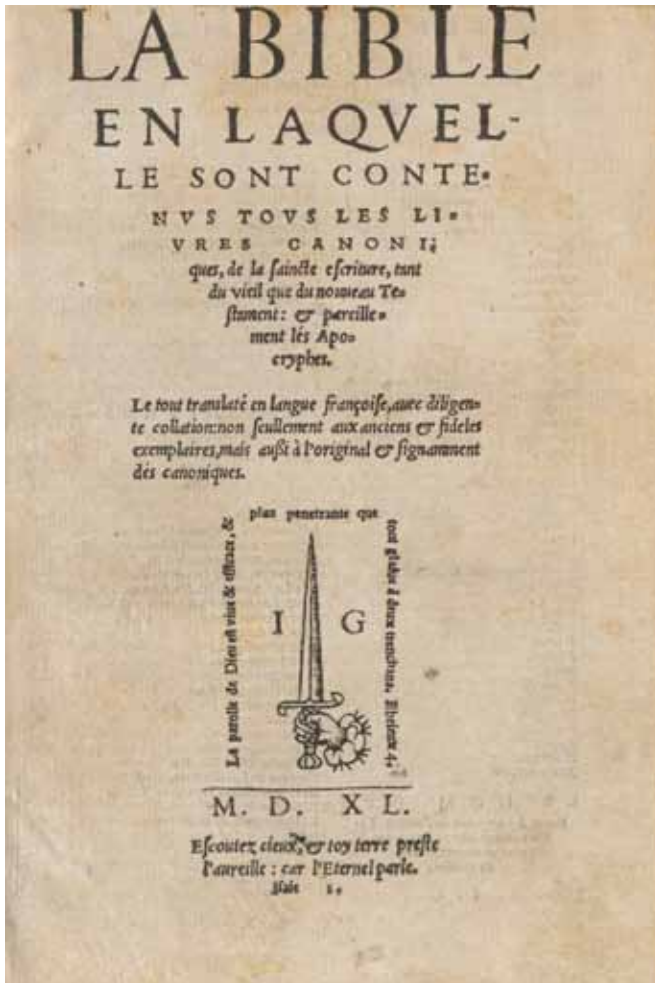 LA BIBLE
EN LAQVEL-
LE SONT CONTE-
NVS TOVS LES LI-
VRES CANONI-
ques, de la ſaincte eſcriture, tant
du vieil que du nouueau Te-
ſtament: & pareille-
ment lés Apo-
cryphes.
Le tout tranſlaté en langue françoiſe, auec diligen-
te collation: non ſeullement aux anciens & fideles
exemplaires, mais auſsi à l'original & ſignamment
dés canoniques.
La parolle de Dieu eſt viue & efficace, &
plus penetrante que
tout glaiue à deux trenchans. Ebrieux 4.
I G
M. D. XL.
Eſcoutez cieux, & toy terre preſte
l'aureille: car l'Eternel parle.
Iſaie 1.